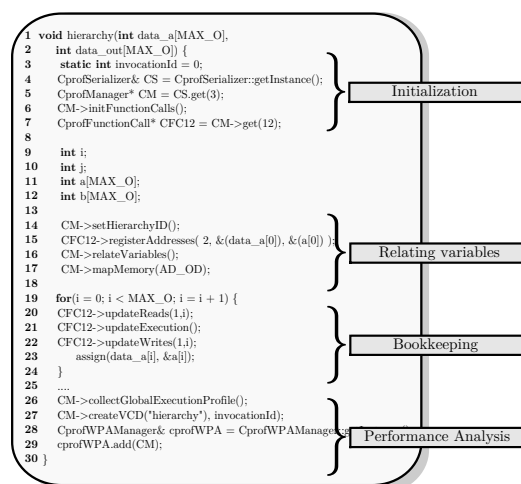 1 void hierarchy(int data_a[MAX_O],
2 int data_out[MAX_O]) {
3 static int invocationId = 0;
4 CprofSerializer& CS = CprofSerializer::getInstance();
5 CprofManager* CM = CS.get(3);
6 CM->initFunctionCalls();
7 CprofFunctionCall* CFC12 = CM->get(12);
Initialization
8
9 int i;
10 int j;
11 int a[MAX_O];
12 int b[MAX_O];
13
14 CM->setHierarchyID();
15 CFC12->registerAddresses( 2, &(data_a[0]), &(a[0]) );
16 CM->relateVariables();
17 CM->mapMemory(AD_OD);
Relating variables
18
19 for(i = 0; i < MAX_O; i = i + 1) {
20 CFC12->updateReads(1,i);
21 CFC12->updateExecution();
22 CFC12->updateWrites(1,i);
23 assign(data_a[i], &a[i]);
24 }
Bookkeeping
25 ....
26 CM->collectGlobalExecutionProfile();
27 CM->createVCD("hierarchy"), invocationId);
28 CprofWPAManager& cprofWPA = CprofWPAManager::
29 cprofWPA.add(CM);
Performance Analysis
30 }